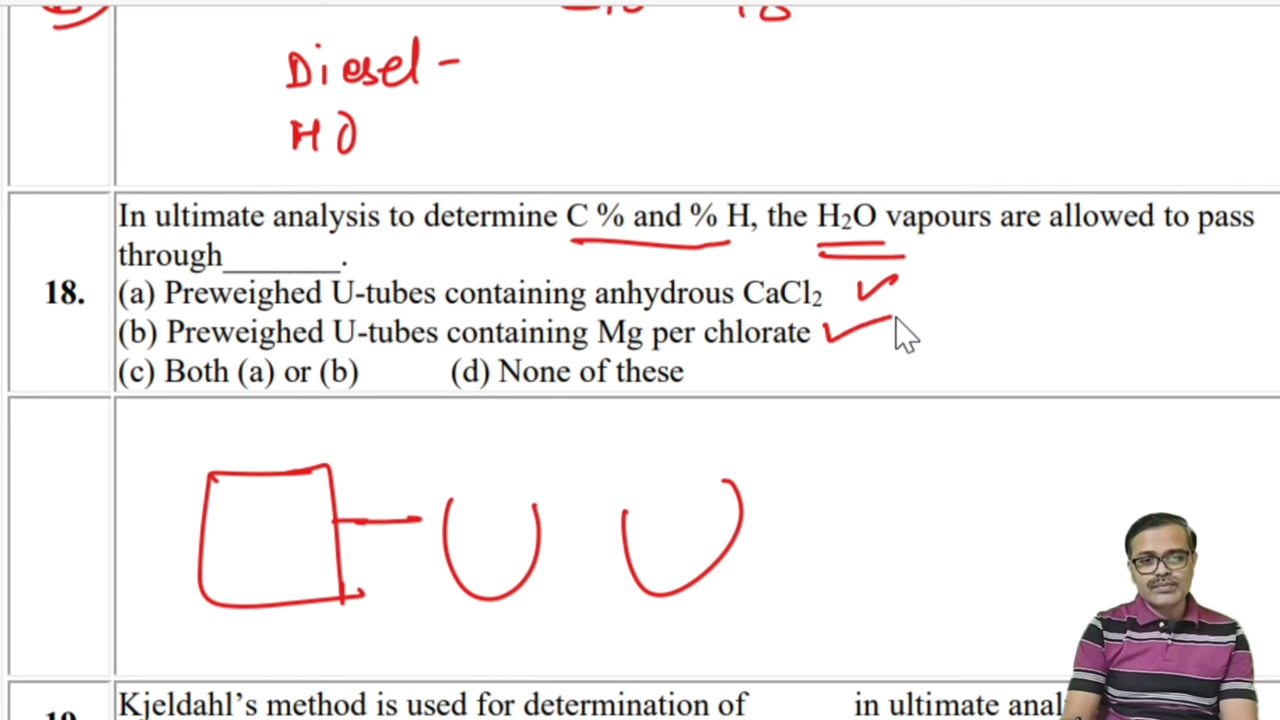 Diesel -
HO
18.
In ultimate analysis to determine C % and % H, the H₂O vapours are allowed to pass
through_______.
(a) Preweighed U-tubes containing anhydrous CaCl₂
(b) Preweighed U-tubes containing Mg per chlorate
(c) Both (a) or (b) (d) None of these
Kjeldahl’s method is used for determination of in ultimate